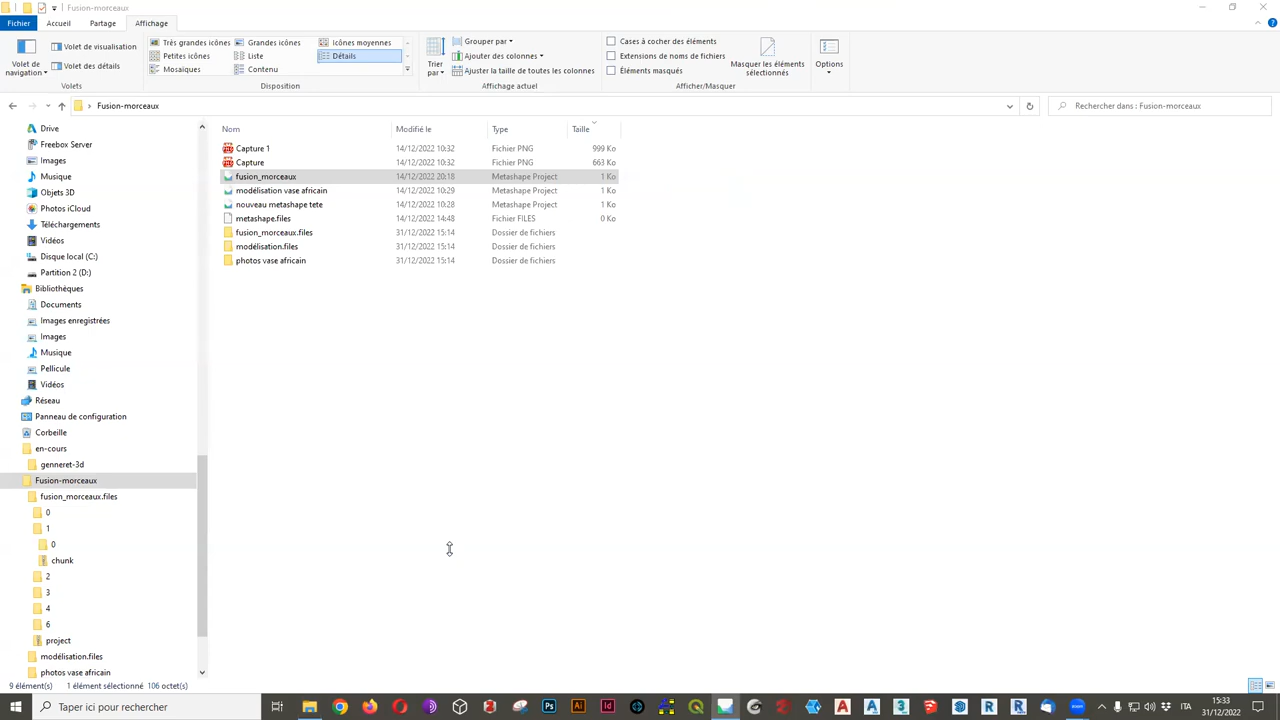 Fusion-morceaux
Fichier
Accueil
Partage
Affichage
Volet de navigation
Volet de visualisation
Volet des détails
Volets
Très grandes icônes
Grandes icônes
Icônes moyennes
Petites icônes
Liste
Détails
Mosaïques
Contenu
Disposition
Trier par
Grouper par
Ajouter des colonnes
Ajuster la taille de toutes les colonnes
Affichage actuel
Cases à cocher des éléments
Extensions de noms de fichiers
Éléments masqués
Masquer les éléments sélectionnés
Afficher/Masquer
Options
Fusion-morceaux
Rechercher dans : Fusion-morceaux
Nom Modifié le Type Taille
Capture 1 14/12/2022 10:32 Fichier PNG 999 Ko
Capture 14/12/2022 10:32 Fichier PNG 663 Ko
fusion_morceaux 14/12/2022 20:18 Metashape Project 1 Ko
modélisation vase africain 14/12/2022 10:29 Metashape Project 1 Ko
nouveau metashape tete 14/12/2022 10:28 Metashape Project 1 Ko
metashape.files 14/12/2022 14:48 Fichier FILES 0 Ko
fusion_morceaux.files 31/12/2022 15:14 Dossier de fichiers
modélisation.files 31/12/2022 15:14 Dossier de fichiers
photos vase africain 31/12/2022 15:14 Dossier de fichiers
Drive
Freebox Server
Images
Musique
Objets 3D
Photos iCloud
Téléchargements
Vidéos
Disque local (C:)
Partition 2 (D:)
Bibliothèques
Documents
Images enregistrées
Images
Musique
Pellicule
Vidéos
Réseau
Panneau de configuration
Corbeille
en-cours
genneret-3d
Fusion-morceaux
fusion_morceaux.files
0
1
0
chunk
2
3
4
6
project
modélisation.files
photos vase africain
9 élément(s) 1 élément sélectionné 106 octet(s)
Taper ici pour rechercher
ITA
15:33
31/12/2022